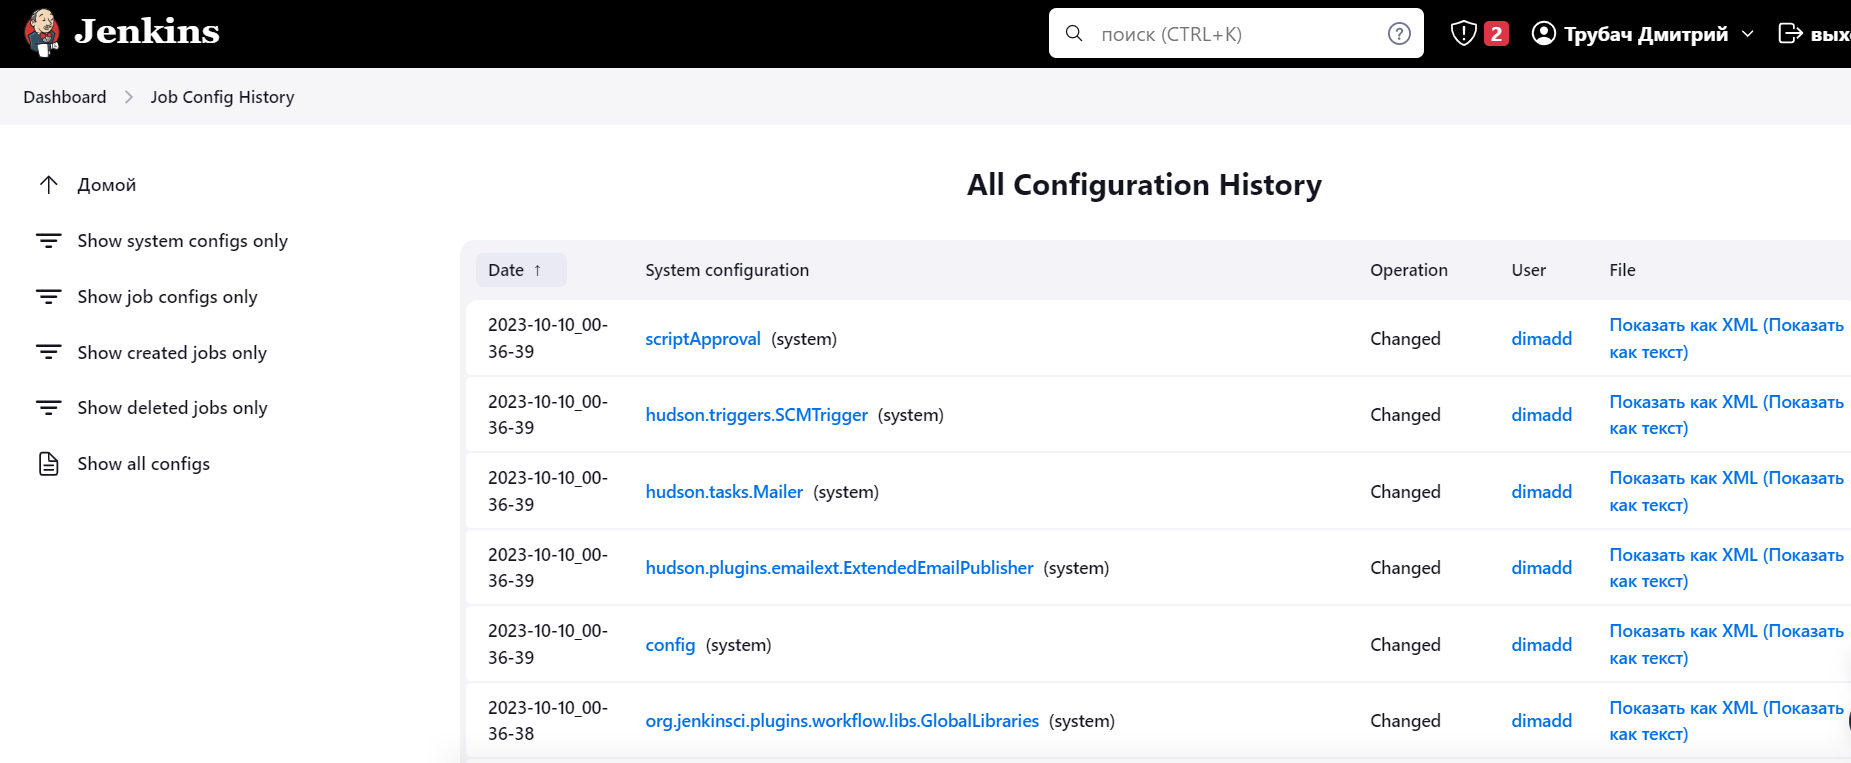 Jenkins
поиск (CTRL+K)
2
Трубач Дмитрий
Dashboard
Job Config History
Домой
Show system configs only
Show job configs only
Show created jobs only
Show deleted jobs only
Show all configs
All Configuration History
Date ↑ System configuration Operation User File
2023-10-10_00-
36-39
scriptApproval (system)
Changed
dimadd
Показать как XML (Показать
как текст)
2023-10-10_00-
36-39
hudson.triggers.SCMTrigger (system)
Changed
dimadd
Показать как XML (Показать
как текст)
2023-10-10_00-
36-39
hudson.tasks.Mailer (system)
Changed
dimadd
Показать как XML (Показать
как текст)
2023-10-10_00-
36-39
hudson.plugins.emailext.ExtendedEmailPublisher (system)
Changed
dimadd
Показать как XML (Показать
как текст)
2023-10-10_00-
36-39
config (system)
Changed
dimadd
Показать как XML (Показать
как текст)
2023-10-10_00-
36-38
org.jenkinsci.plugins.workflow.libs.GlobalLibraries (system)
Changed
dimadd
Показать как XML (Показать
как текст)